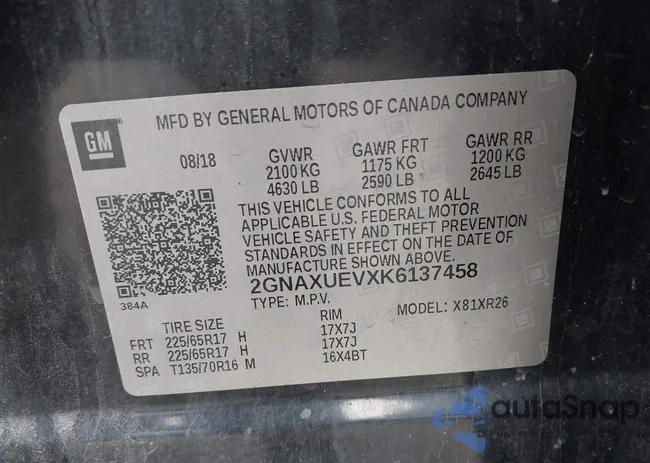 MFD BY GENERAL MOTORS OF CANADA COMPANY
GM
08/18 GVWR GAWR FRT GAWR RR
2100 KG 1175 KG 1200 KG
4630 LB 2590 LB 2645 LB
THIS VEHICLE CONFORMS TO ALL
APPLICABLE U.S. FEDERAL MOTOR
VEHICLE SAFETY AND THEFT PREVENTION
STANDARDS IN EFFECT ON THE DATE OF
MANUFACTURE SHOWN ABOVE.
2GNAXUEVXK6137458
384A
TYPE: M.P.V. MODEL: X81XR26
TIRE SIZE RIM
FRT 225/65R17 H 17X7J
RR 225/65R17 H 17X7J
SPA T135/70R16 M 16X4BT
autoSnap